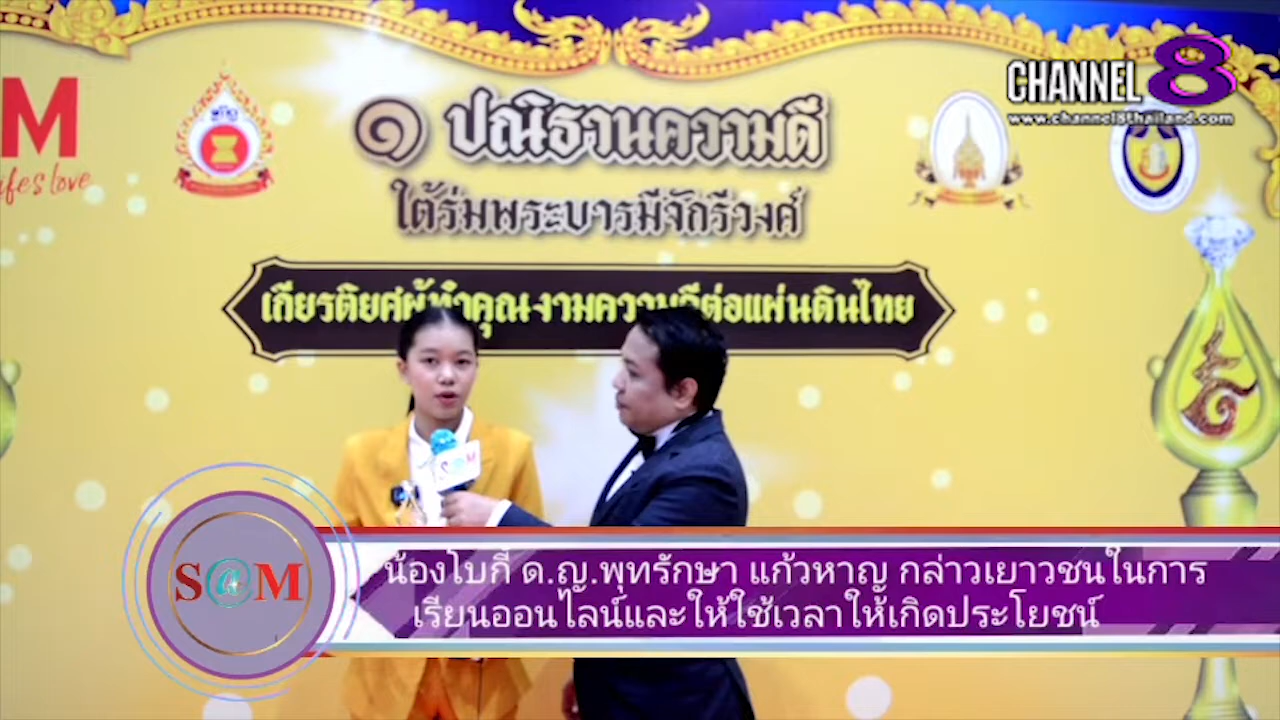 CHANNEL 8
www.channel8thailand.com
M
๑ ปณิธานความดี
ใต้ร่มพระบารมีจักรีวงศ์
เกียรติยศผู้ทำคุณงามความดีต่อแผ่นดินไทย
S@M
S@M
น้องโบกี้ ด.ญ.พุทรักษา แก้วหาญ กล่าวเยาวชนในการ
เรียนออนไลน์และให้ใช้เวลาให้เกิดประโยชน์